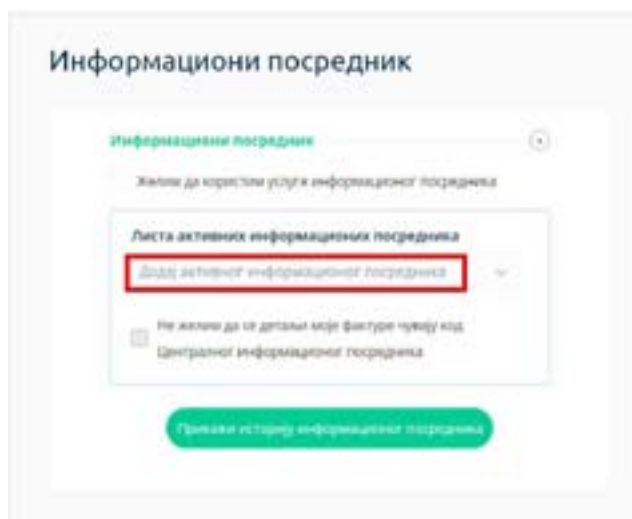 Информациони посредник
Информациони посредник
Желим да користим услуге информационог посредника
Листа активних информационих посредника
Додај активног информационог посредника
Не желим да се детаљи моје фактуре чувају код
Централног информационог посредника
Прикажи историју информационог посредника